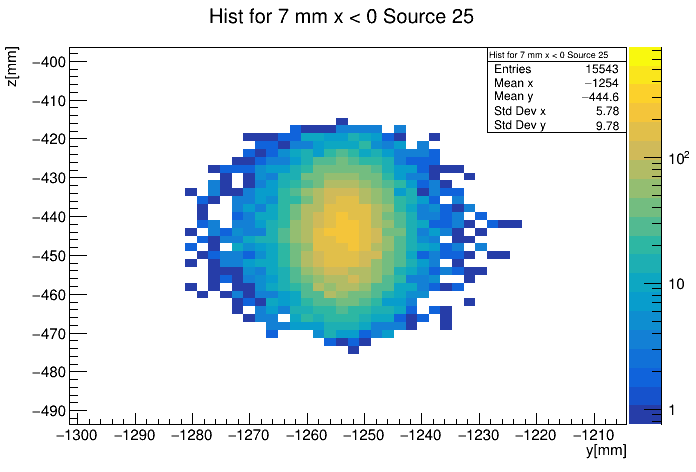 Hist for 7 mm x < 0 Source 25
z[mm]
Hist for 7 mm x < 0 Source 25
Entries 15543
Mean x −1254
Mean y −444.6
Std Dev x 5.78
Std Dev y 9.78
−400
−410
−420
−430
−440
−450
−460
−470
−480
−490
10²
10
1
−1300 −1290 −1280 −1270 −1260 −1250 −1240 −1230 −1220 −1210
y[mm]